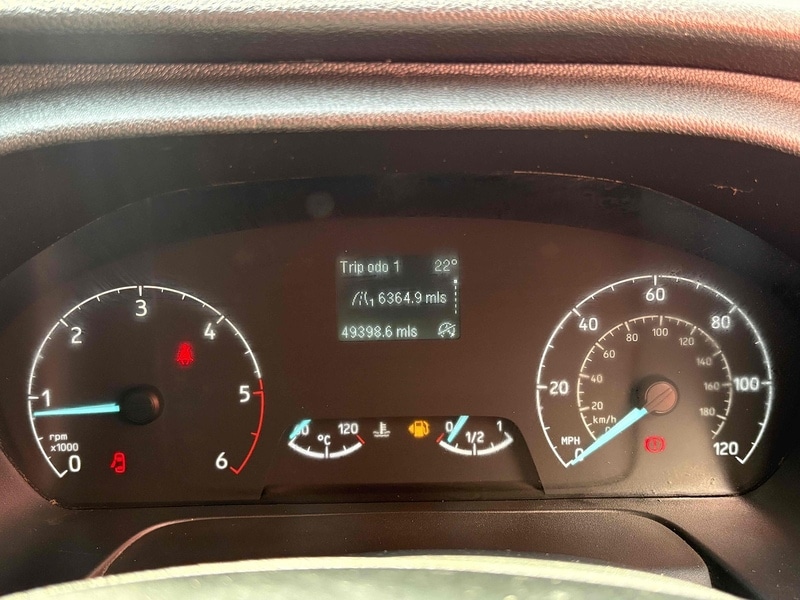 Trip odo 1 22°
6364.9 mls
49398.6 mls
0 1 2 3 4 5 6
rpm
x1000
120
°C
0 1/2 1
0 20 40 60 80 100 120
MPH
20 40 60 80 100 120 140 160 180
km/h